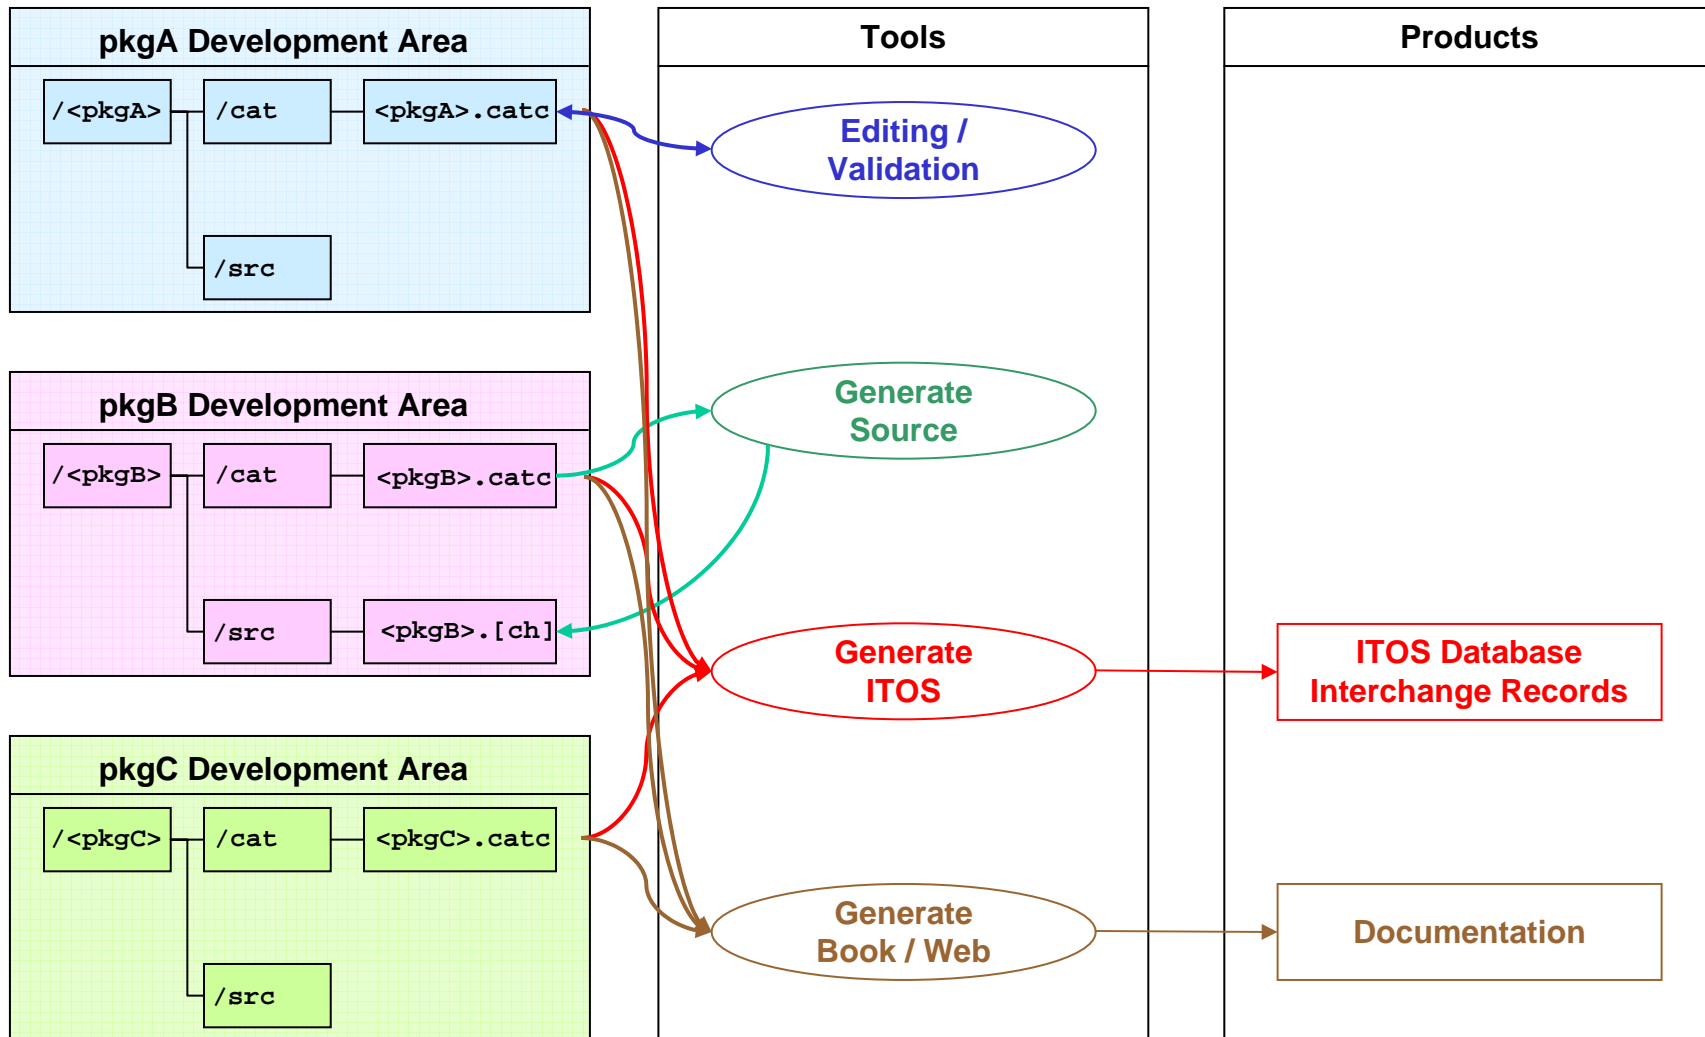 pkgA Development Area
/<pkgA>
/cat
<pkgA>.catc
/src
pkgB Development Area
/<pkgB>
/cat
<pkgB>.catc
/src
<pkgB>.[ch]
pkgC Development Area
/<pkgC>
/cat
<pkgC>.catc
/src
Tools
Editing /
Validation
Generate
Source
Generate
ITOS
Generate
Book / Web
Products
ITOS Database
Interchange Records
Documentation